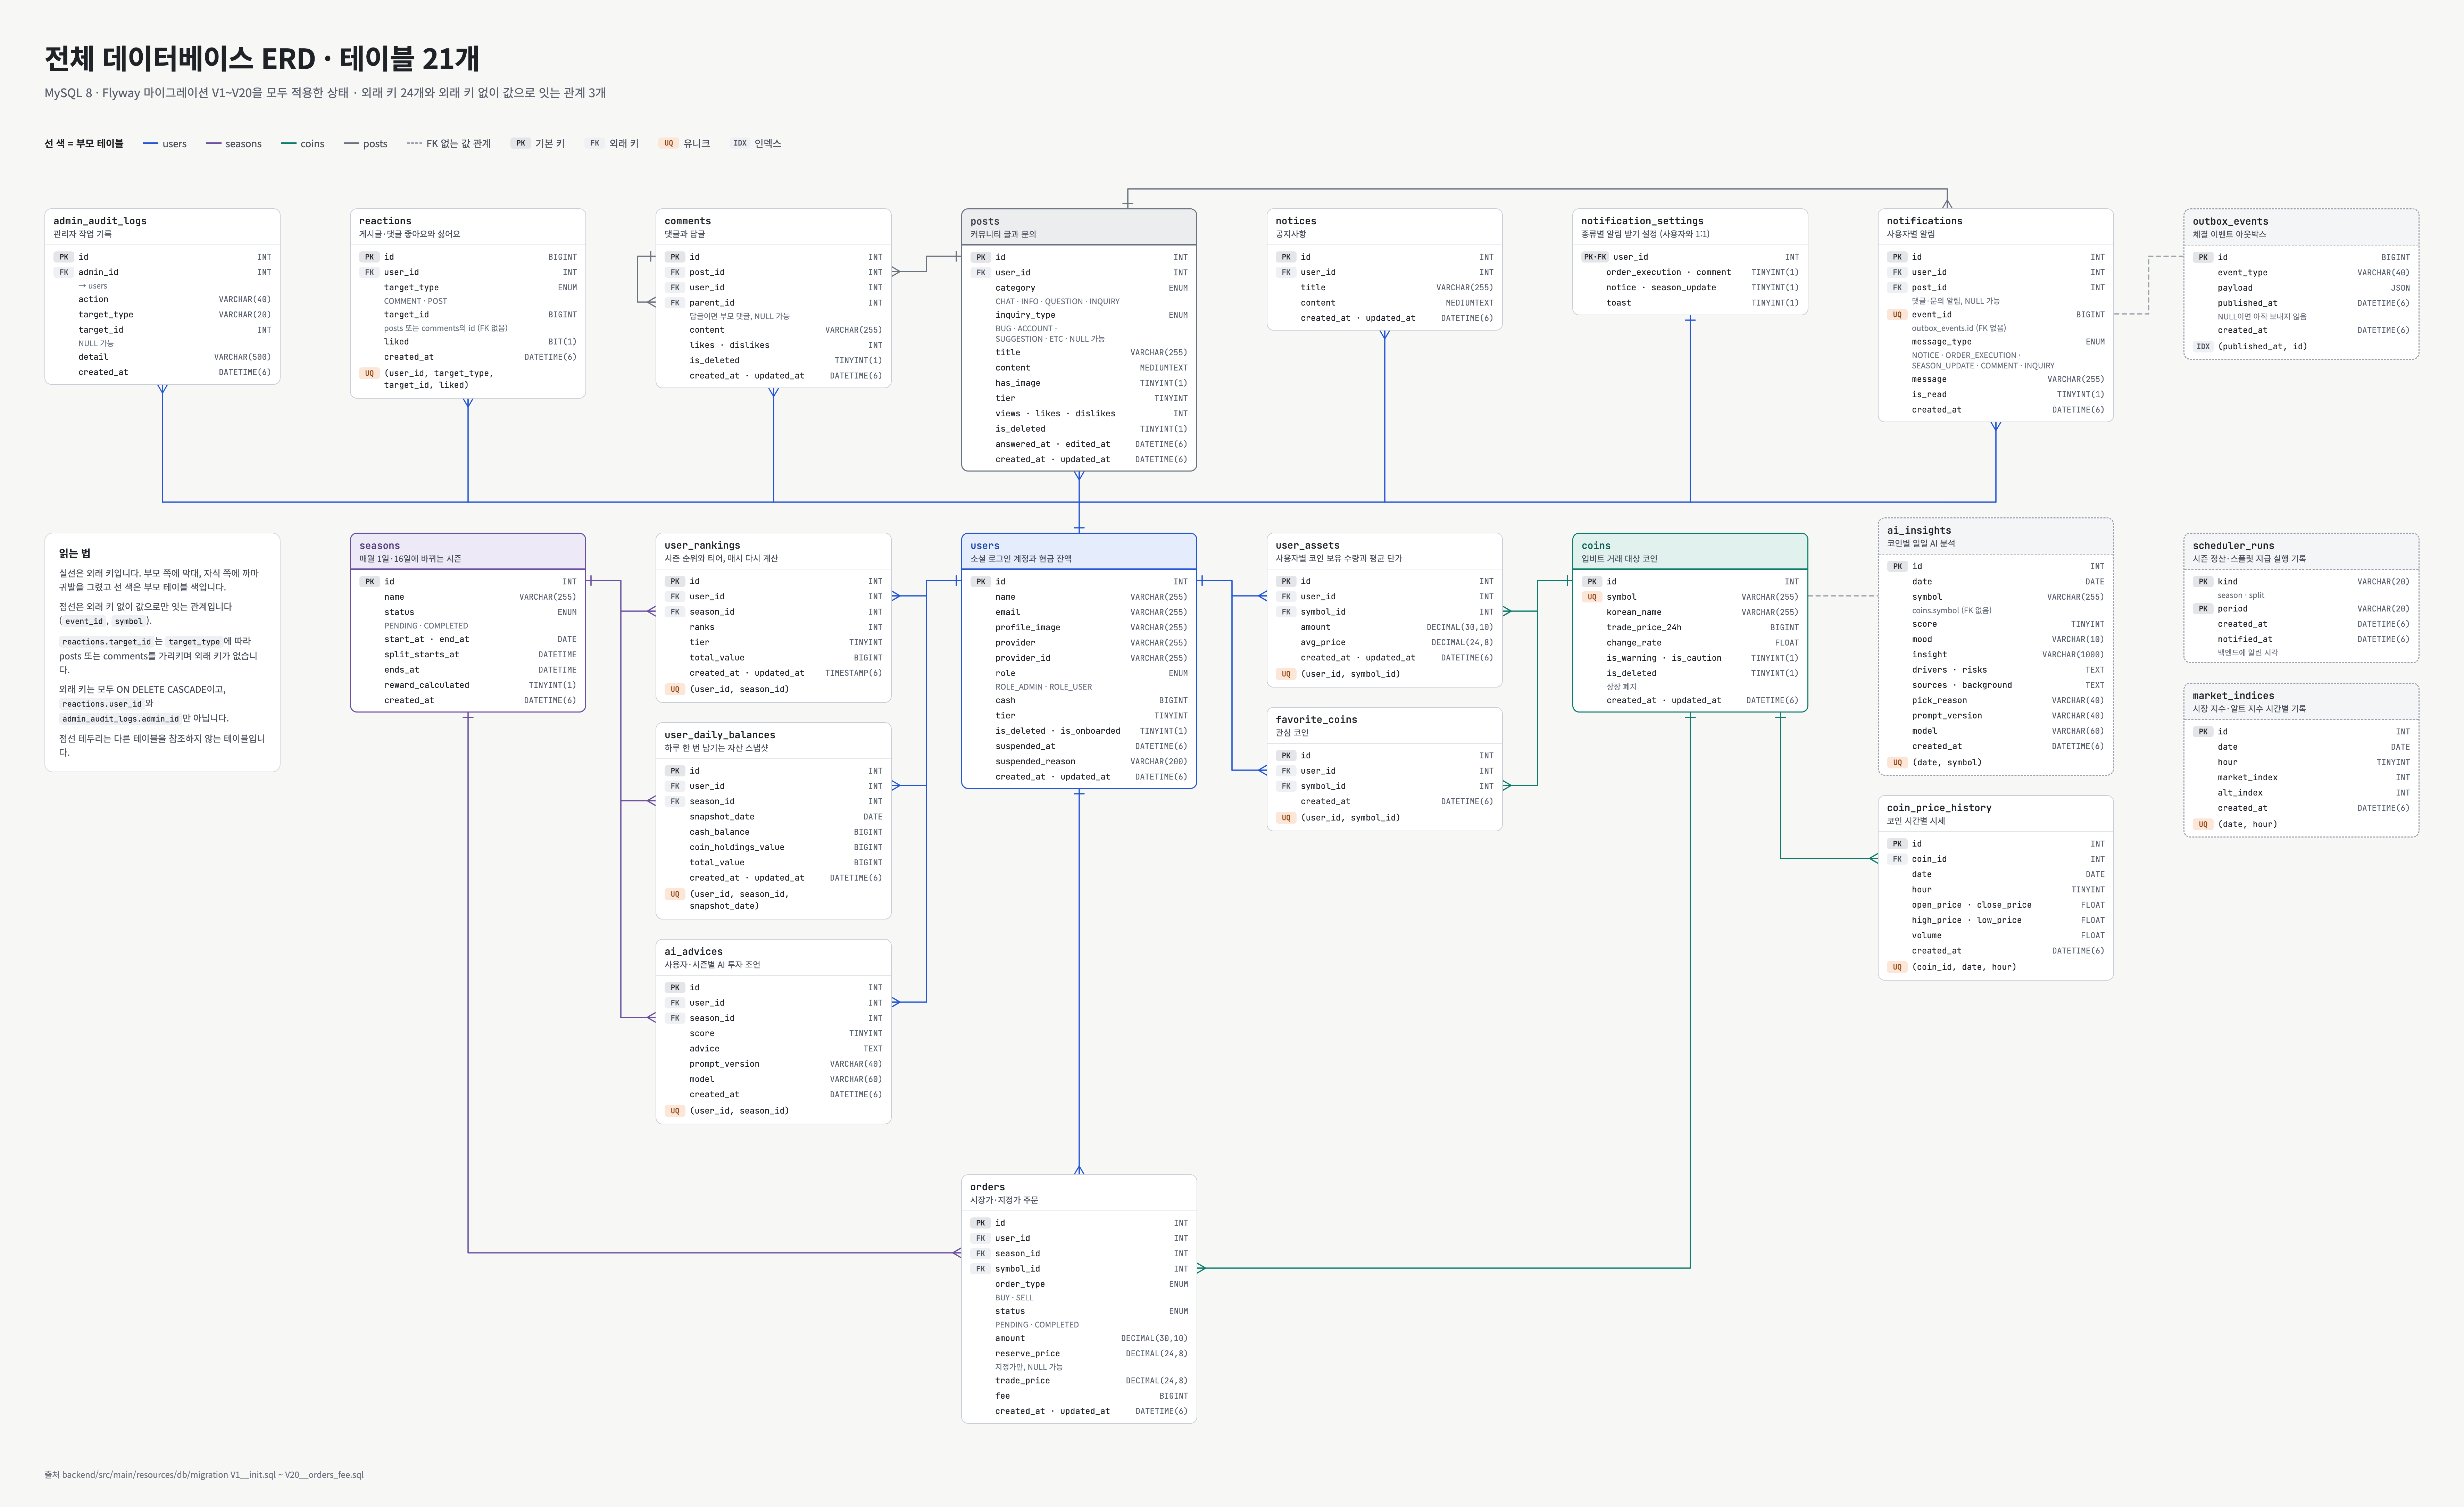 전체 데이터베이스 ERD · 테이블 21개
MySQL 8 · Flyway 마이그레이션 V1~V20을 모두 적용한 상태 · 외래 키 24개와 외래 키 없이 값으로 잇는 관계 3개
선 색 = 부모 테이블 users seasons coins posts FK 없는 값 관계 PK 기본 키 FK 외래 키 UQ 유니크 IDX 인덱스
admin_audit_logs
관리자 작업 기록
PK id INT
FK admin_id INT
→ users
action VARCHAR(40)
target_type VARCHAR(20)
target_id INT
NULL 가능
detail VARCHAR(500)
created_at DATETIME(6)
reactions
게시글·댓글 좋아요와 싫어요
PK id BIGINT
FK user_id INT
target_type ENUM
COMMENT · POST
target_id BIGINT
posts 또는 comments의 id (FK 없음)
liked BIT(1)
created_at DATETIME(6)
UQ (user_id, target_type,
target_id, liked)
comments
댓글과 답글
PK id INT
FK post_id INT
FK user_id INT
FK parent_id INT
답글이면 부모 댓글, NULL 가능
content VARCHAR(255)
likes · dislikes INT
is_deleted TINYINT(1)
created_at · updated_at DATETIME(6)
posts
커뮤니티 글과 문의
PK id INT
FK user_id INT
category ENUM
CHAT · INFO · QUESTION · INQUIRY
inquiry_type ENUM
BUG · ACCOUNT ·
SUGGESTION · ETC · NULL 가능
title VARCHAR(255)
content MEDIUMTEXT
has_image TINYINT(1)
tier TINYINT
views · likes · dislikes INT
is_deleted TINYINT(1)
answered_at · edited_at DATETIME(6)
created_at · updated_at DATETIME(6)
notices
공지사항
PK id INT
FK user_id INT
title VARCHAR(255)
content MEDIUMTEXT
created_at · updated_at DATETIME(6)
notification_settings
종류별 알림 받기 설정 (사용자와 1:1)
PK·FK user_id INT
order_execution · comment TINYINT(1)
notice · season_update TINYINT(1)
toast TINYINT(1)
notifications
사용자별 알림
PK id INT
FK user_id INT
FK post_id INT
댓글·문의 알림, NULL 가능
UQ event_id BIGINT
outbox_events.id (FK 없음)
message_type ENUM
NOTICE · ORDER_EXECUTION ·
SEASON_UPDATE · COMMENT · INQUIRY
message VARCHAR(255)
is_read TINYINT(1)
created_at DATETIME(6)
outbox_events
체결 이벤트 아웃박스
PK id BIGINT
event_type VARCHAR(40)
payload JSON
published_at DATETIME(6)
NULL이면 아직 보내지 않음
created_at DATETIME(6)
IDX (published_at, id)
읽는 법
실선은 외래 키입니다. 부모 쪽에 막대, 자식 쪽에 까마
귀발을 그렸고 선 색은 부모 테이블 색입니다.
점선은 외래 키 없이 값으로만 잇는 관계입니다
( event_id , symbol ).
reactions.target_id 는 target_type 에 따라
posts 또는 comments를 가리키며 외래 키가 없습니
다.
외래 키는 모두 ON DELETE CASCADE이고,
reactions.user_id 와
admin_audit_logs.admin_id 만 아닙니다.
점선 테두리는 다른 테이블을 참조하지 않는 테이블입니
다.
seasons
매월 1일·16일에 바뀌는 시즌
PK id INT
name VARCHAR(255)
status ENUM
PENDING · COMPLETED
start_at · end_at DATE
split_starts_at DATETIME
ends_at DATETIME
reward_calculated TINYINT(1)
created_at DATETIME(6)
user_rankings
시즌 순위와 티어, 매시 다시 계산
PK id INT
FK user_id INT
FK season_id INT
ranks INT
tier TINYINT
total_value BIGINT
created_at · updated_at TIMESTAMP(6)
UQ (user_id, season_id)
user_daily_balances
하루 한 번 남기는 자산 스냅샷
PK id INT
FK user_id INT
FK season_id INT
snapshot_date DATE
cash_balance BIGINT
coin_holdings_value BIGINT
total_value BIGINT
created_at · updated_at DATETIME(6)
UQ (user_id, season_id,
snapshot_date)
ai_advices
사용자·시즌별 AI 투자 조언
PK id INT
FK user_id INT
FK season_id INT
score TINYINT
advice TEXT
prompt_version VARCHAR(40)
model VARCHAR(60)
created_at DATETIME(6)
UQ (user_id, season_id)
users
소셜 로그인 계정과 현금 잔액
PK id INT
name VARCHAR(255)
email VARCHAR(255)
profile_image VARCHAR(255)
provider VARCHAR(255)
provider_id VARCHAR(255)
role ENUM
ROLE_ADMIN · ROLE_USER
cash BIGINT
tier TINYINT
is_deleted · is_onboarded TINYINT(1)
suspended_at DATETIME(6)
suspended_reason VARCHAR(200)
created_at · updated_at DATETIME(6)
user_assets
사용자별 코인 보유 수량과 평균 단가
PK id INT
FK user_id INT
FK symbol_id INT
amount DECIMAL(30,10)
avg_price DECIMAL(24,8)
created_at · updated_at DATETIME(6)
UQ (user_id, symbol_id)
favorite_coins
관심 코인
PK id INT
FK user_id INT
FK symbol_id INT
created_at DATETIME(6)
UQ (user_id, symbol_id)
coins
업비트 거래 대상 코인
PK id INT
UQ symbol VARCHAR(255)
korean_name VARCHAR(255)
trade_price_24h BIGINT
change_rate FLOAT
is_warning · is_caution TINYINT(1)
is_deleted TINYINT(1)
상장 폐지
created_at · updated_at DATETIME(6)
ai_insights
코인별 일일 AI 분석
PK id INT
date DATE
symbol VARCHAR(255)
coins.symbol (FK 없음)
score TINYINT
mood VARCHAR(10)
insight VARCHAR(1000)
drivers · risks TEXT
sources · background TEXT
pick_reason VARCHAR(40)
prompt_version VARCHAR(40)
model VARCHAR(60)
created_at DATETIME(6)
UQ (date, symbol)
coin_price_history
코인 시간별 시세
PK id INT
FK coin_id INT
date DATE
hour TINYINT
open_price · close_price FLOAT
high_price · low_price FLOAT
volume FLOAT
created_at DATETIME(6)
UQ (coin_id, date, hour)
scheduler_runs
시즌 정산·스플릿 지급 실행 기록
PK kind VARCHAR(20)
season · split
PK period VARCHAR(20)
created_at DATETIME(6)
notified_at DATETIME(6)
백엔드에 알린 시각
market_indices
시장 지수·알트 지수 시간별 기록
PK id INT
date DATE
hour TINYINT
market_index INT
alt_index INT
created_at DATETIME(6)
UQ (date, hour)
orders
시장가·지정가 주문
PK id INT
FK user_id INT
FK season_id INT
FK symbol_id INT
order_type ENUM
BUY · SELL
status ENUM
PENDING · COMPLETED
amount DECIMAL(30,10)
reserve_price DECIMAL(24,8)
지정가만, NULL 가능
trade_price DECIMAL(24,8)
fee BIGINT
created_at · updated_at DATETIME(6)
출처 backend/src/main/resources/db/migration V1__init.sql ~ V20__orders_fee.sql